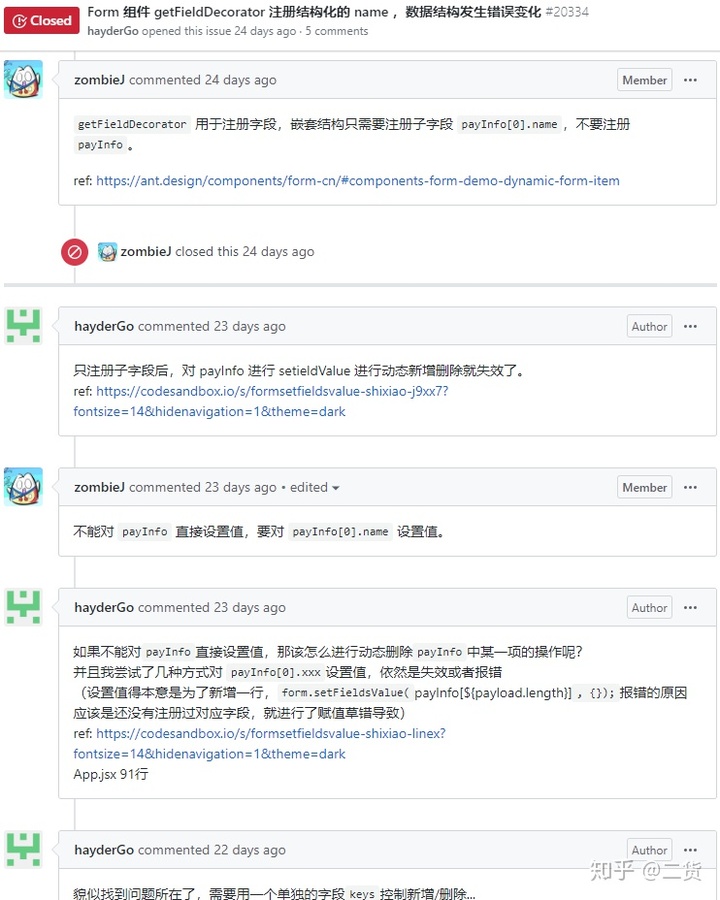 Closed
Form 组件 getFieldDecorator 注册结构化的 name ，数据结构发生错误变化 #20334
hayderGo opened this issue 24 days ago · 5 comments
zombieJ commented 24 days ago
Member
getFieldDecorator 用于注册字段，嵌套结构只需要注册子字段 payInfo[0].name，不要注册
payInfo 。
ref: https://ant.design/components/form-cn/#components-form-demo-dynamic-form-item
zombieJ closed this 24 days ago
hayderGo commented 23 days ago
Author
只注册子字段后，对 payInfo 进行 setieldValue 进行动态新增删除就失效了。
ref: https://codesandbox.io/s/formsetfieldsvalue-shixiao-j9xx7?
fontsize=14&hidenavigation=1&theme=dark
zombieJ commented 23 days ago • edited
Member
不能对 payInfo 直接设置值，要对 payInfo[0].name 设置值。
hayderGo commented 23 days ago
Author
如果不能对 payInfo 直接设置值，那该怎么进行动态删除 payInfo 中某一项的操作呢？
并且我尝试了几种方式对 payInfo[0].xxx 设置值，依然是失效或者报错
（设置值得本意是为了新增一行， form.setFieldsValue( payInfo[${payload.length}] , {}); 报错的原因
应该是还没有注册过对应字段，就进行了赋值草错导致）
ref: https://codesandbox.io/s/formsetfieldsvalue-shixiao-linex?
fontsize=14&hidenavigation=1&theme=dark
App.jsx 91行
hayderGo commented 22 days ago
Author
貌似找到问题所在了，需要用一个单独的字段 keys 控制新增/删除...
知乎 @二货